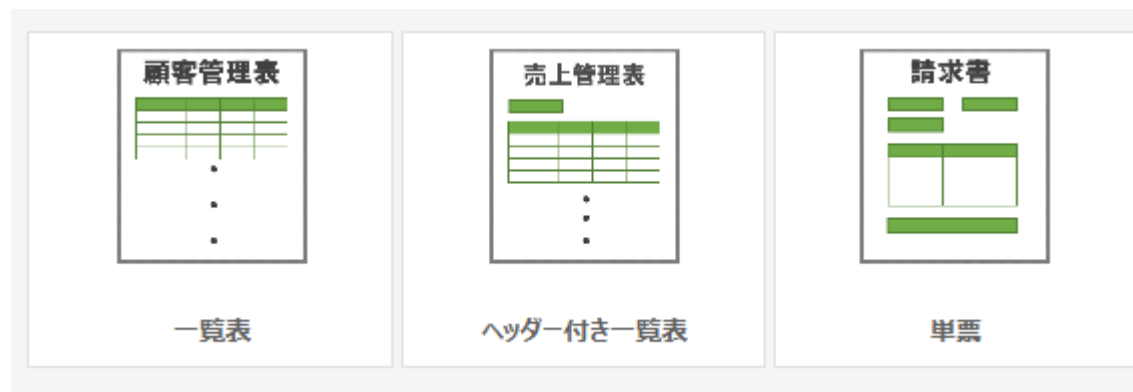 顧客管理表
売上管理表
請求書
一覧表
ヘッダー付き一覧表
単票